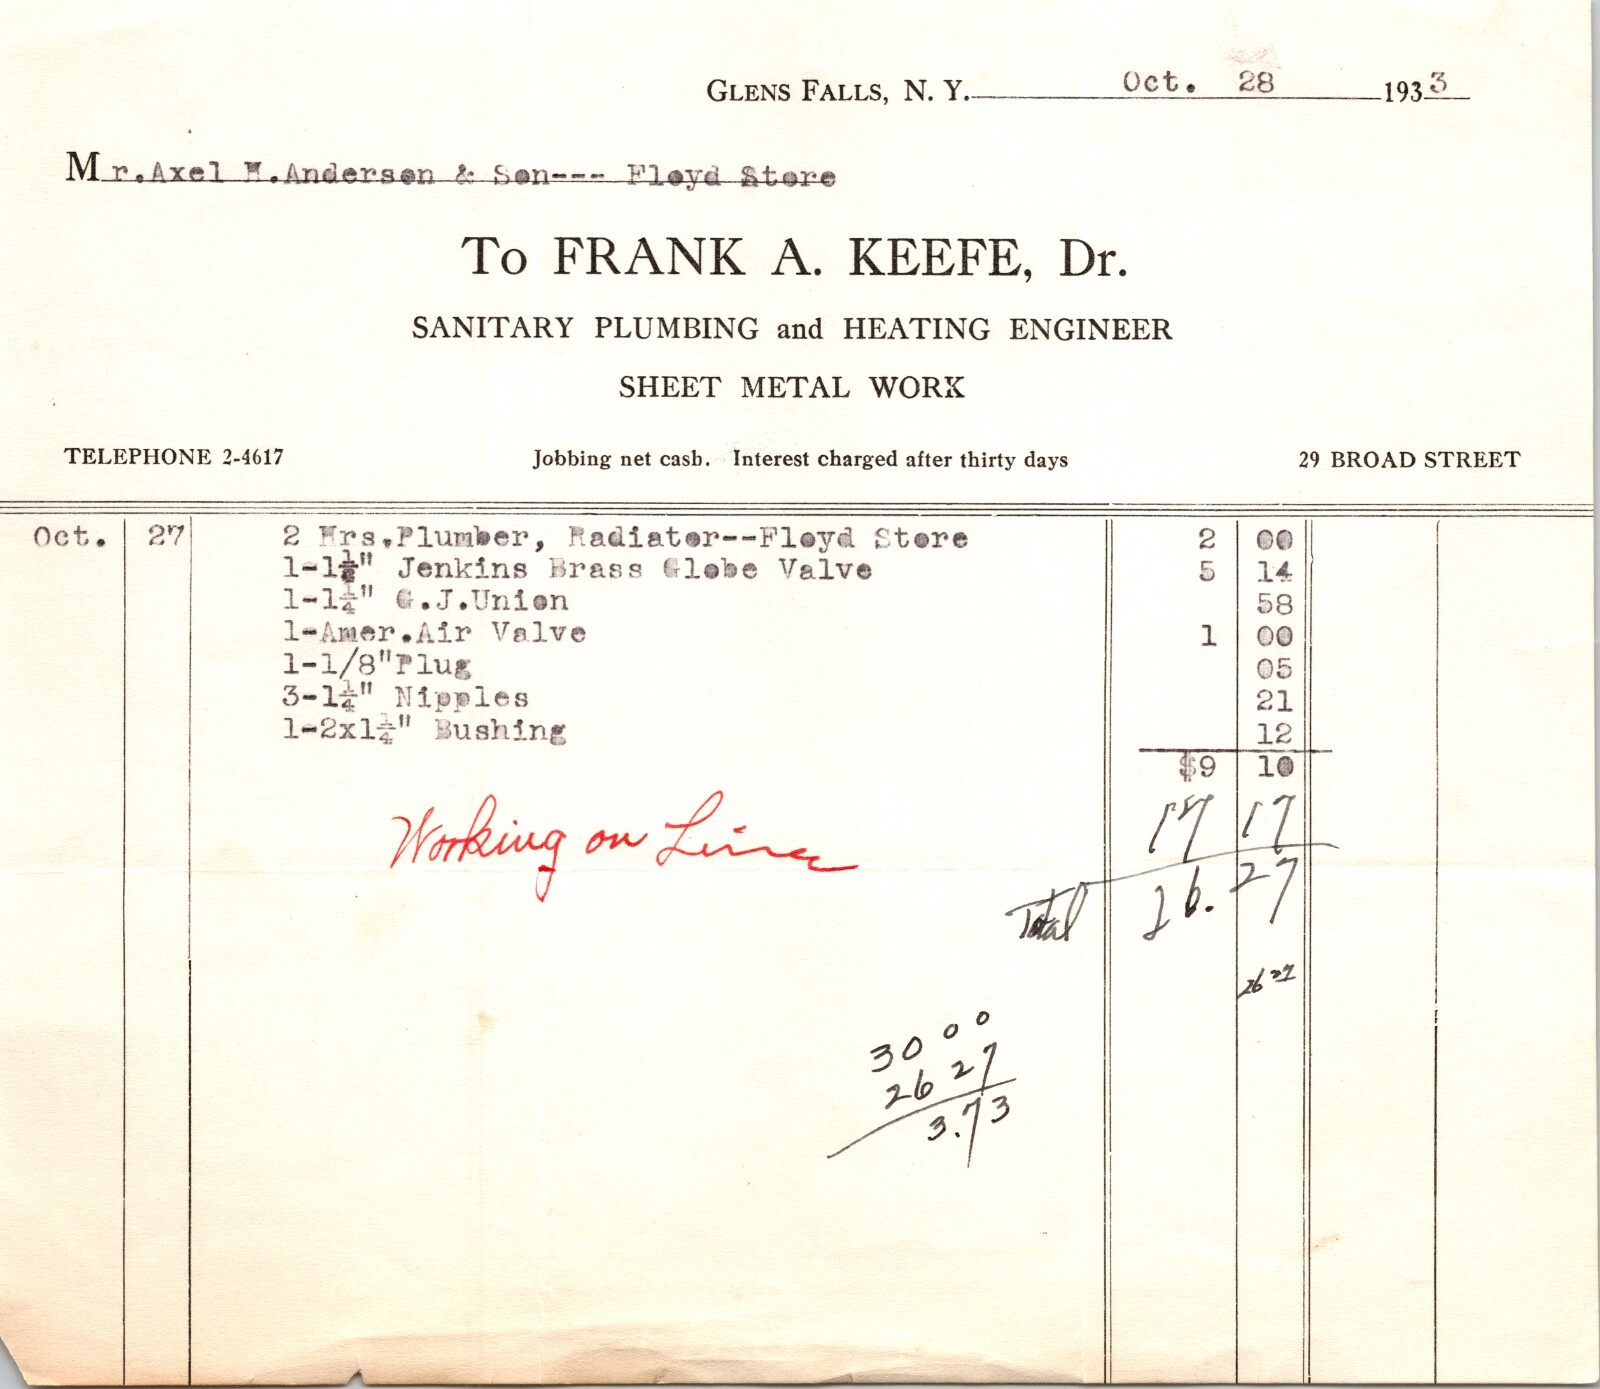 GLENS FALLS, N. Y. Oct. 28 1933
Mr. Axel H. Anderson & Son--- Floyd Store
To FRANK A. KEEFE, Dr.
SANITARY PLUMBING and HEATING ENGINEER
SHEET METAL WORK
TELEPHONE 2-4617 Jobbing net cash. Interest charged after thirty days 29 BROAD STREET
Oct. 27 2 Hrs.Plumber, Radiator--Floyd Store 2 00
1-1½" Jenkins Brass Globe Valve 5 14
1-1¼" G.J.Union 58
1-Amer.Air Valve 1 00
1-1/8"Plug 05
3-1¼" Nipples 21
1-2x1¼" Bushing 12
$9 10
17 17
Working on
Total 26. 27
26 27
30 00
26 27
3.73